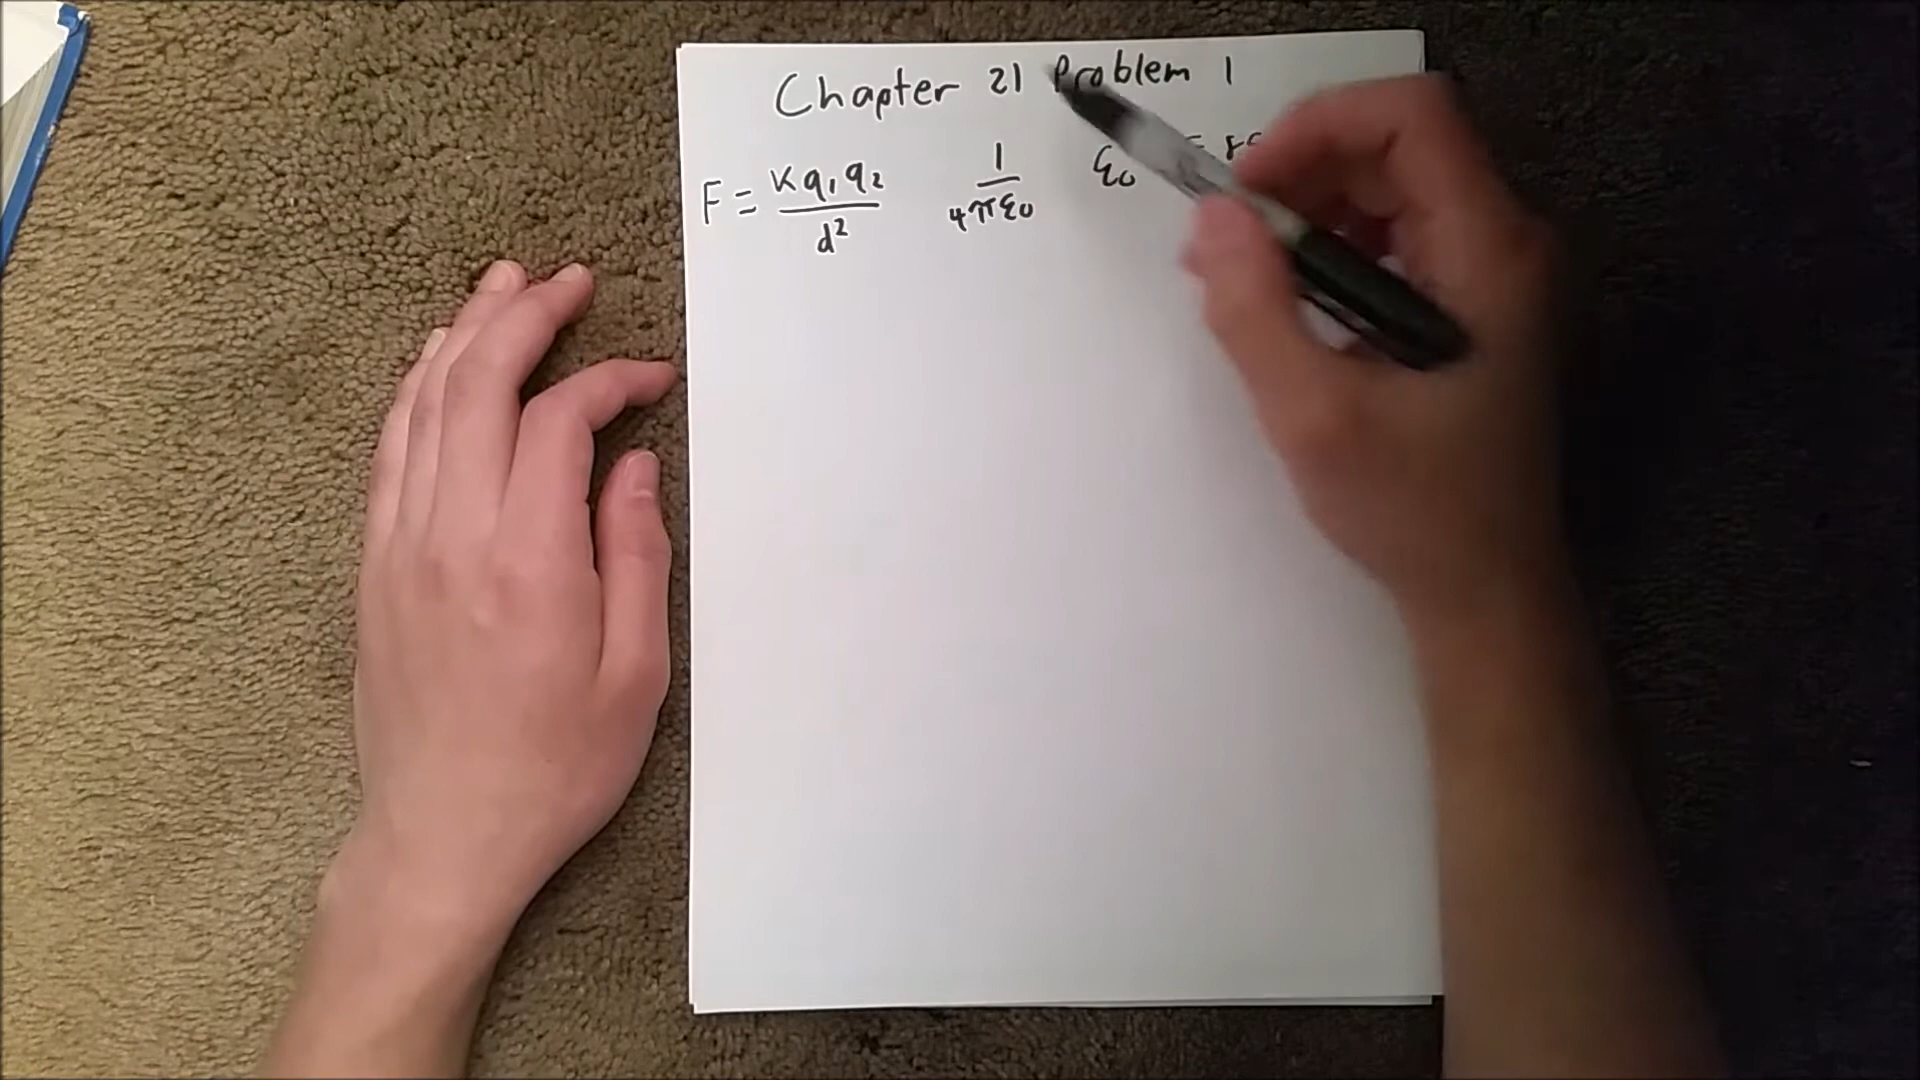 Chapter 21 Problem 1
F = Kq₁q₂/d² 1/4πε₀ ε₀ =